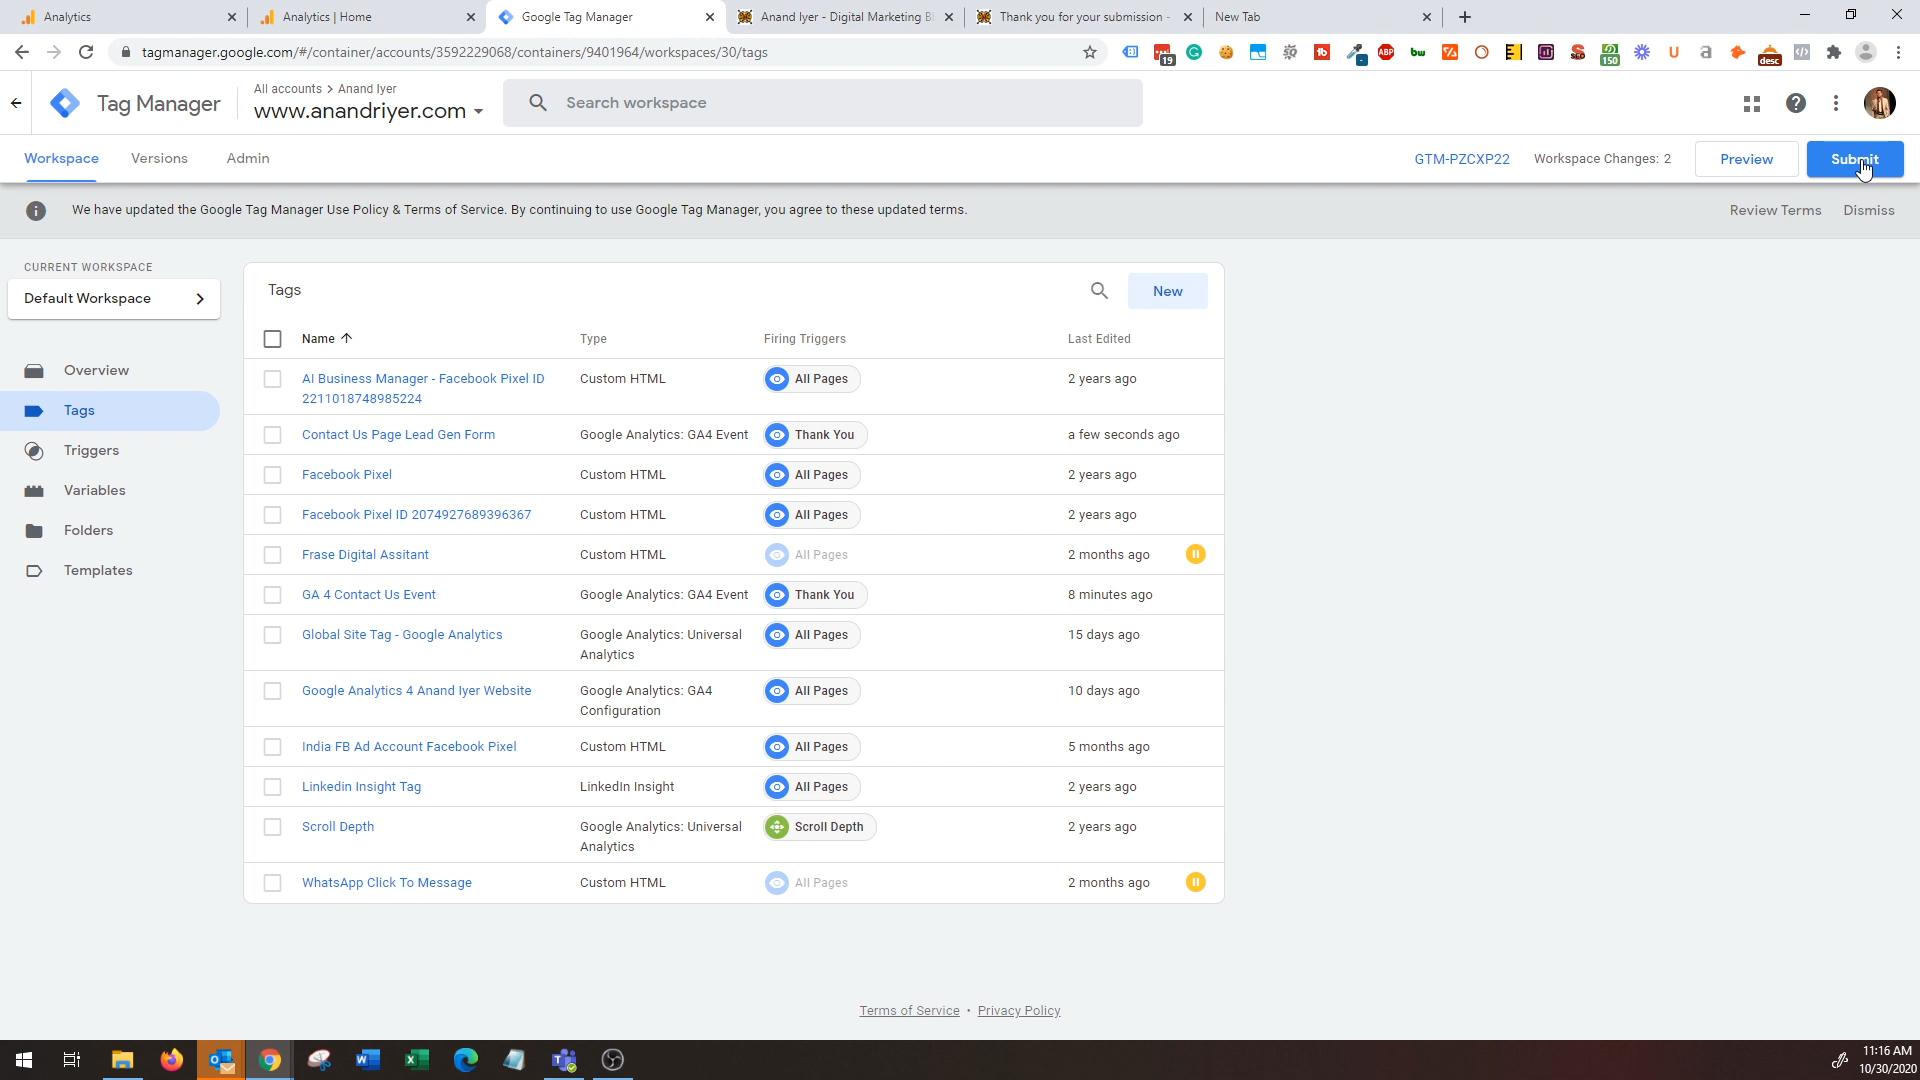 Analytics
Analytics | Home
Google Tag Manager
Anand Iyer - Digital Marketing B
Thank you for your submission -
New Tab
tagmanager.google.com/#/container/accounts/3592229068/containers/9401964/workspaces/30/tags
19
ABP
bw
150
desc
Tag Manager
All accounts > Anand Iyer
www.anandriyer.com
Search workspace
Workspace
Versions
Admin
GTM-PZCXP22
Workspace Changes: 2
Preview
Submit
We have updated the Google Tag Manager Use Policy & Terms of Service. By continuing to use Google Tag Manager, you agree to these updated terms.
Review Terms
Dismiss
CURRENT WORKSPACE
Default Workspace
Overview
Tags
Triggers
Variables
Folders
Templates
Tags
New
Name
Type
Firing Triggers
Last Edited
AI Business Manager - Facebook Pixel ID
2211018748985224
Custom HTML
All Pages
2 years ago
Contact Us Page Lead Gen Form
Google Analytics: GA4 Event
Thank You
a few seconds ago
Facebook Pixel
Custom HTML
All Pages
2 years ago
Facebook Pixel ID 2074927689396367
Custom HTML
All Pages
2 years ago
Frase Digital Assitant
Custom HTML
All Pages
2 months ago
GA 4 Contact Us Event
Google Analytics: GA4 Event
Thank You
8 minutes ago
Global Site Tag - Google Analytics
Google Analytics: Universal
Analytics
All Pages
15 days ago
Google Analytics 4 Anand Iyer Website
Google Analytics: GA4
Configuration
All Pages
10 days ago
India FB Ad Account Facebook Pixel
Custom HTML
All Pages
5 months ago
Linkedin Insight Tag
LinkedIn Insight
All Pages
2 years ago
Scroll Depth
Google Analytics: Universal
Analytics
Scroll Depth
2 years ago
WhatsApp Click To Message
Custom HTML
All Pages
2 months ago
Terms of Service • Privacy Policy
11:16 AM
10/30/2020